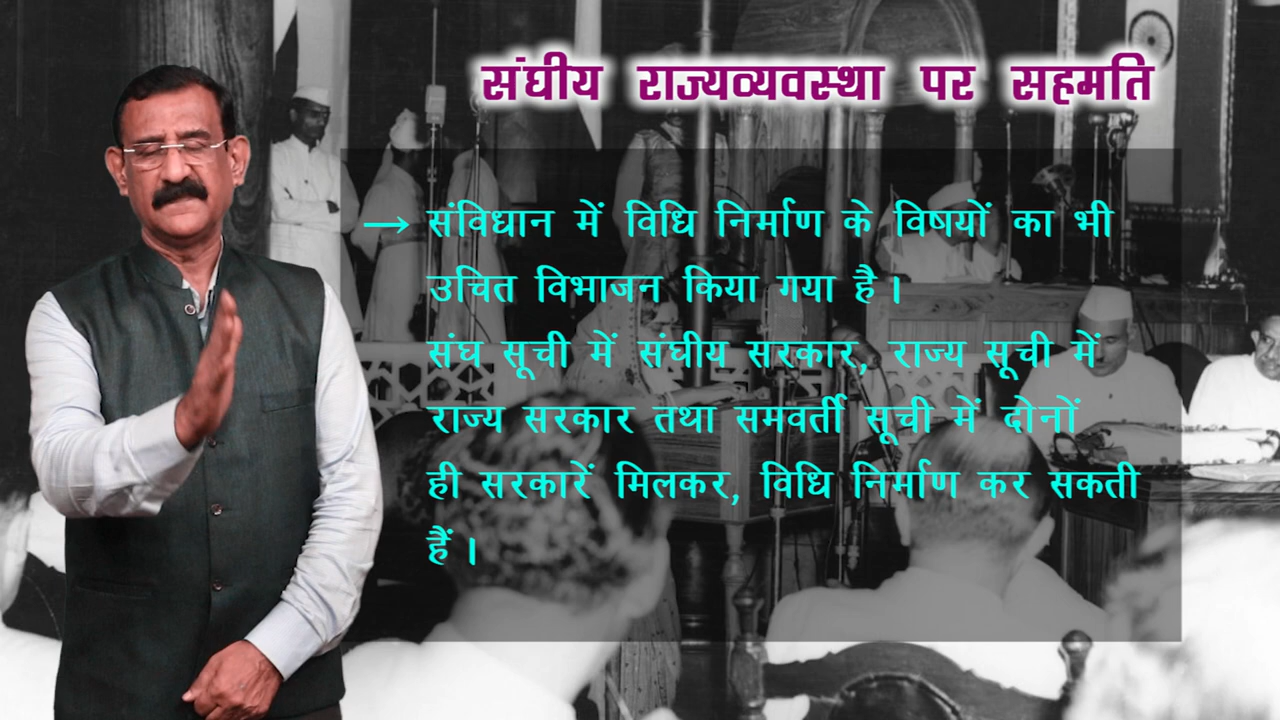 संघीय राज्यव्यवस्था पर सहमति
→ संविधान में विधि निर्माण के विषयों का भी
उचित विभाजन किया गया है।
संघ सूची में संघीय सरकार, राज्य सूची में
राज्य सरकार तथा समवर्ती सूची में दोनों
ही सरकारें मिलकर, विधि निर्माण कर सकती
हैं।